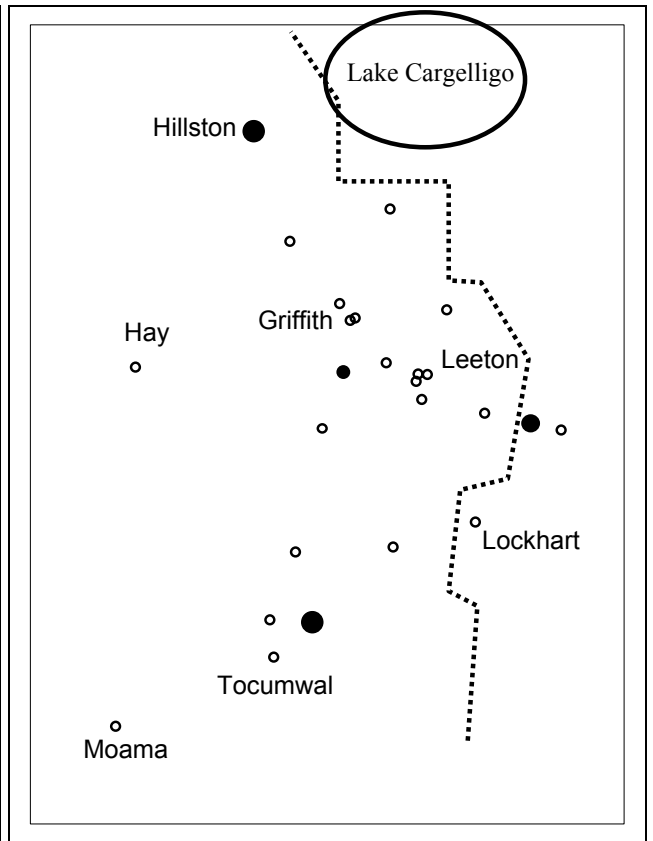 Lake Cargelligo
Hillston
Griffith
Hay
Leeton
Lockhart
Tocumwal
Moama